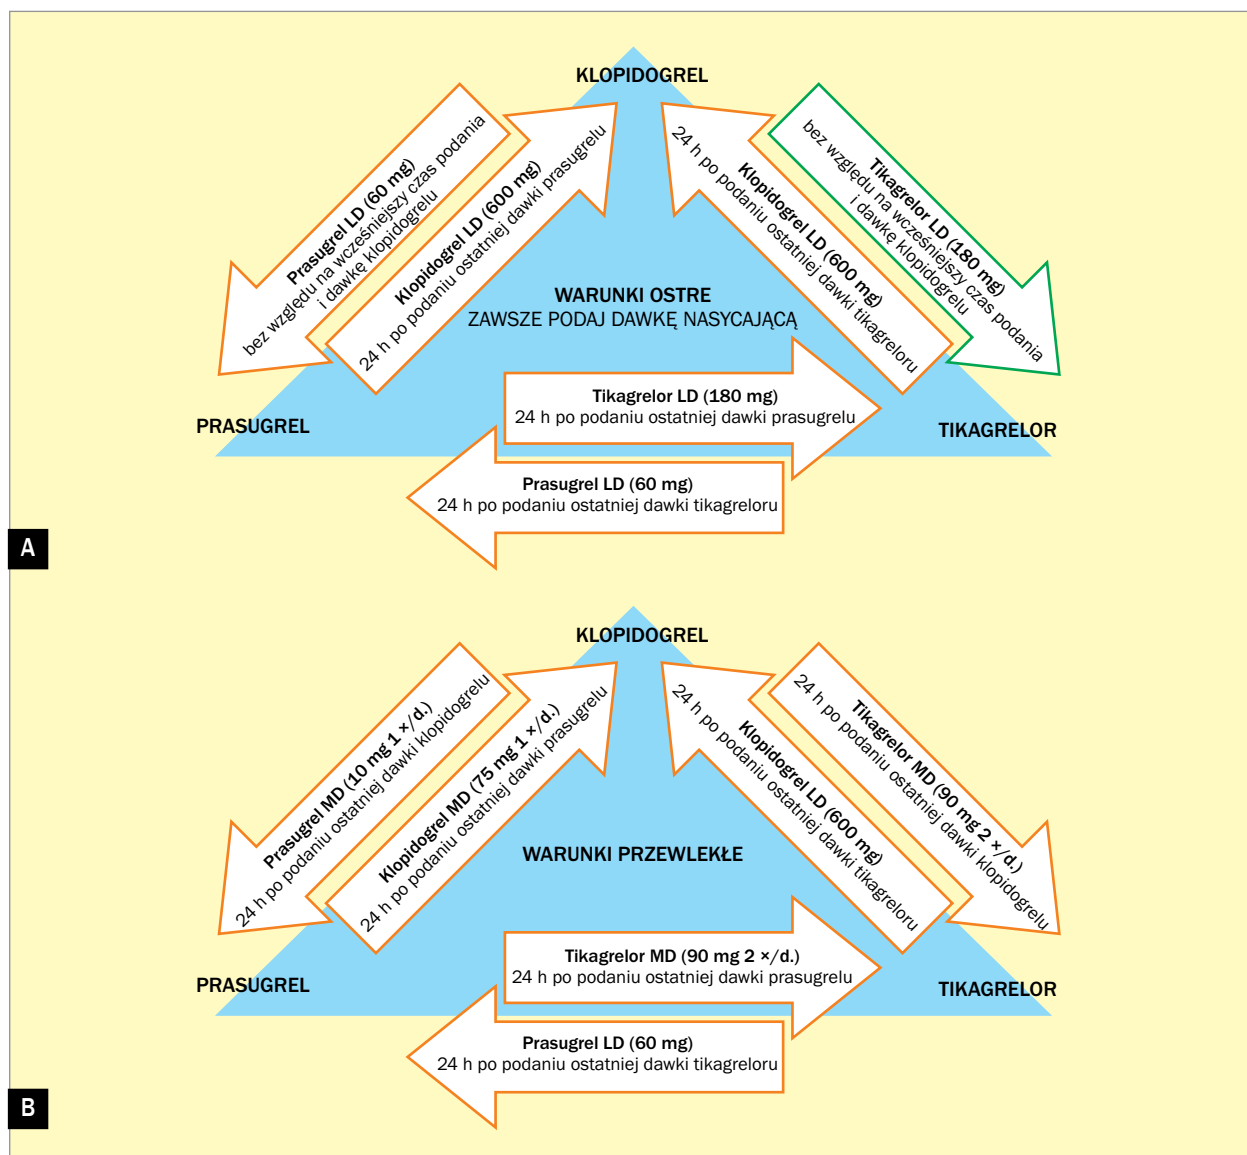 KLOPIDOGREL
Prasugrel LD (60 mg)
bez względu na wcześniejszy czas podania
i dawkę klopidogrelu
Klopidogrel LD (600 mg)
24 h po podaniu ostatniej dawki prasugrelu
Klopidogrel LD (600 mg)
24 h po podaniu ostatniej dawki tikagreloru
Tikagrelor LD (180 mg)
bez względu na wcześniejszy czas podania
i dawkę klopidogrelu
WARUNKI OSTRE
ZAWSZE PODAJ DAWKĘ NASYCAJĄCĄ
Tikagrelor LD (180 mg)
24 h po podaniu ostatniej dawki prasugrelu
PRASUGREL
TIKAGRELOR
Prasugrel LD (60 mg)
24 h po podaniu ostatniej dawki tikagreloru
A
KLOPIDOGREL
Prasugrel MD (10 mg 1 ×/d.)
24 h po podaniu ostatniej dawki klopidogrelu
Klopidogrel MD (75 mg 1 ×/d.)
24 h po podaniu ostatniej dawki prasugrelu
Klopidogrel LD (600 mg)
24 h po podaniu ostatniej dawki tikagreloru
Tikagrelor MD (90 mg 2 ×/d.)
24 h po podaniu ostatniej dawki klopidogrelu
WARUNKI PRZEWLEKŁE
Tikagrelor MD (90 mg 2 ×/d.)
24 h po podaniu ostatniej dawki prasugrelu
PRASUGREL
TIKAGRELOR
Prasugrel LD (60 mg)
24 h po podaniu ostatniej dawki tikagreloru
B